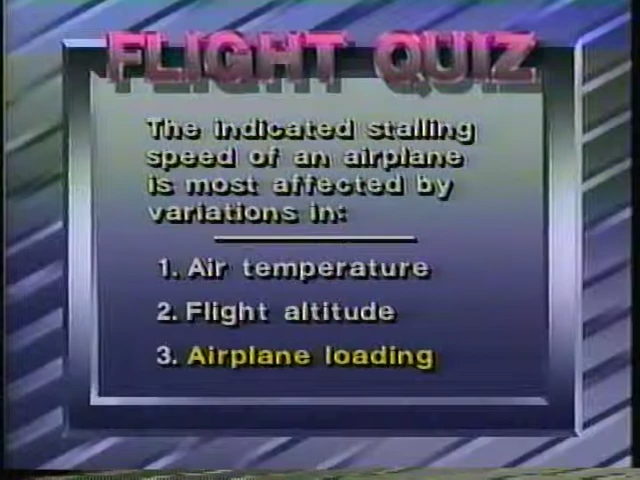 FLIGHT QUIZ
The indicated stalling
speed of an airplane
is most affected by
variations in:
1. Air temperature
2. Flight altitude
3. Airplane loading